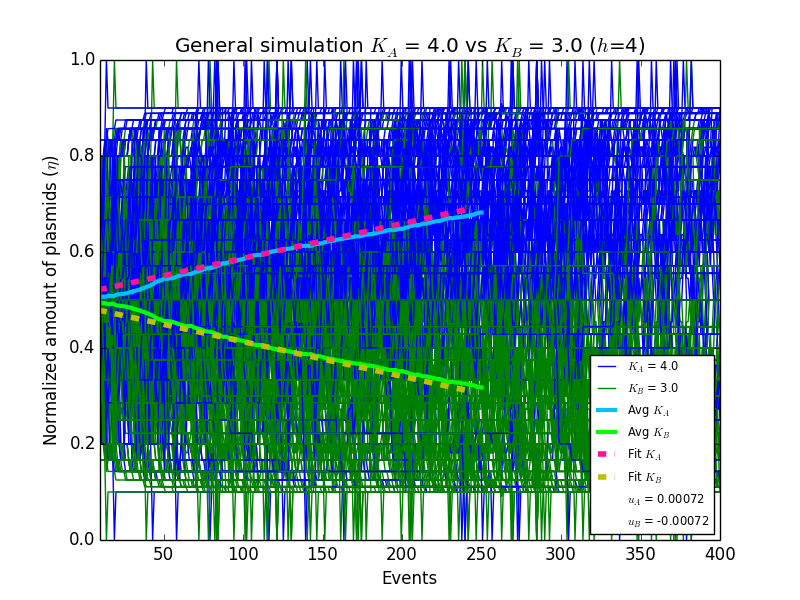 General simulation K_A = 4.0 vs K_B = 3.0 (h=4)
Normalized amount of plasmids (η)
1.0
0.8
0.6
0.4
0.2
0.0
50 100 150 200 250 300 350 400
Events
K_A = 4.0
K_B = 3.0
Avg K_A
Avg K_B
Fit K_A
Fit K_B
u_A = 0.00072
u_B = -0.00072